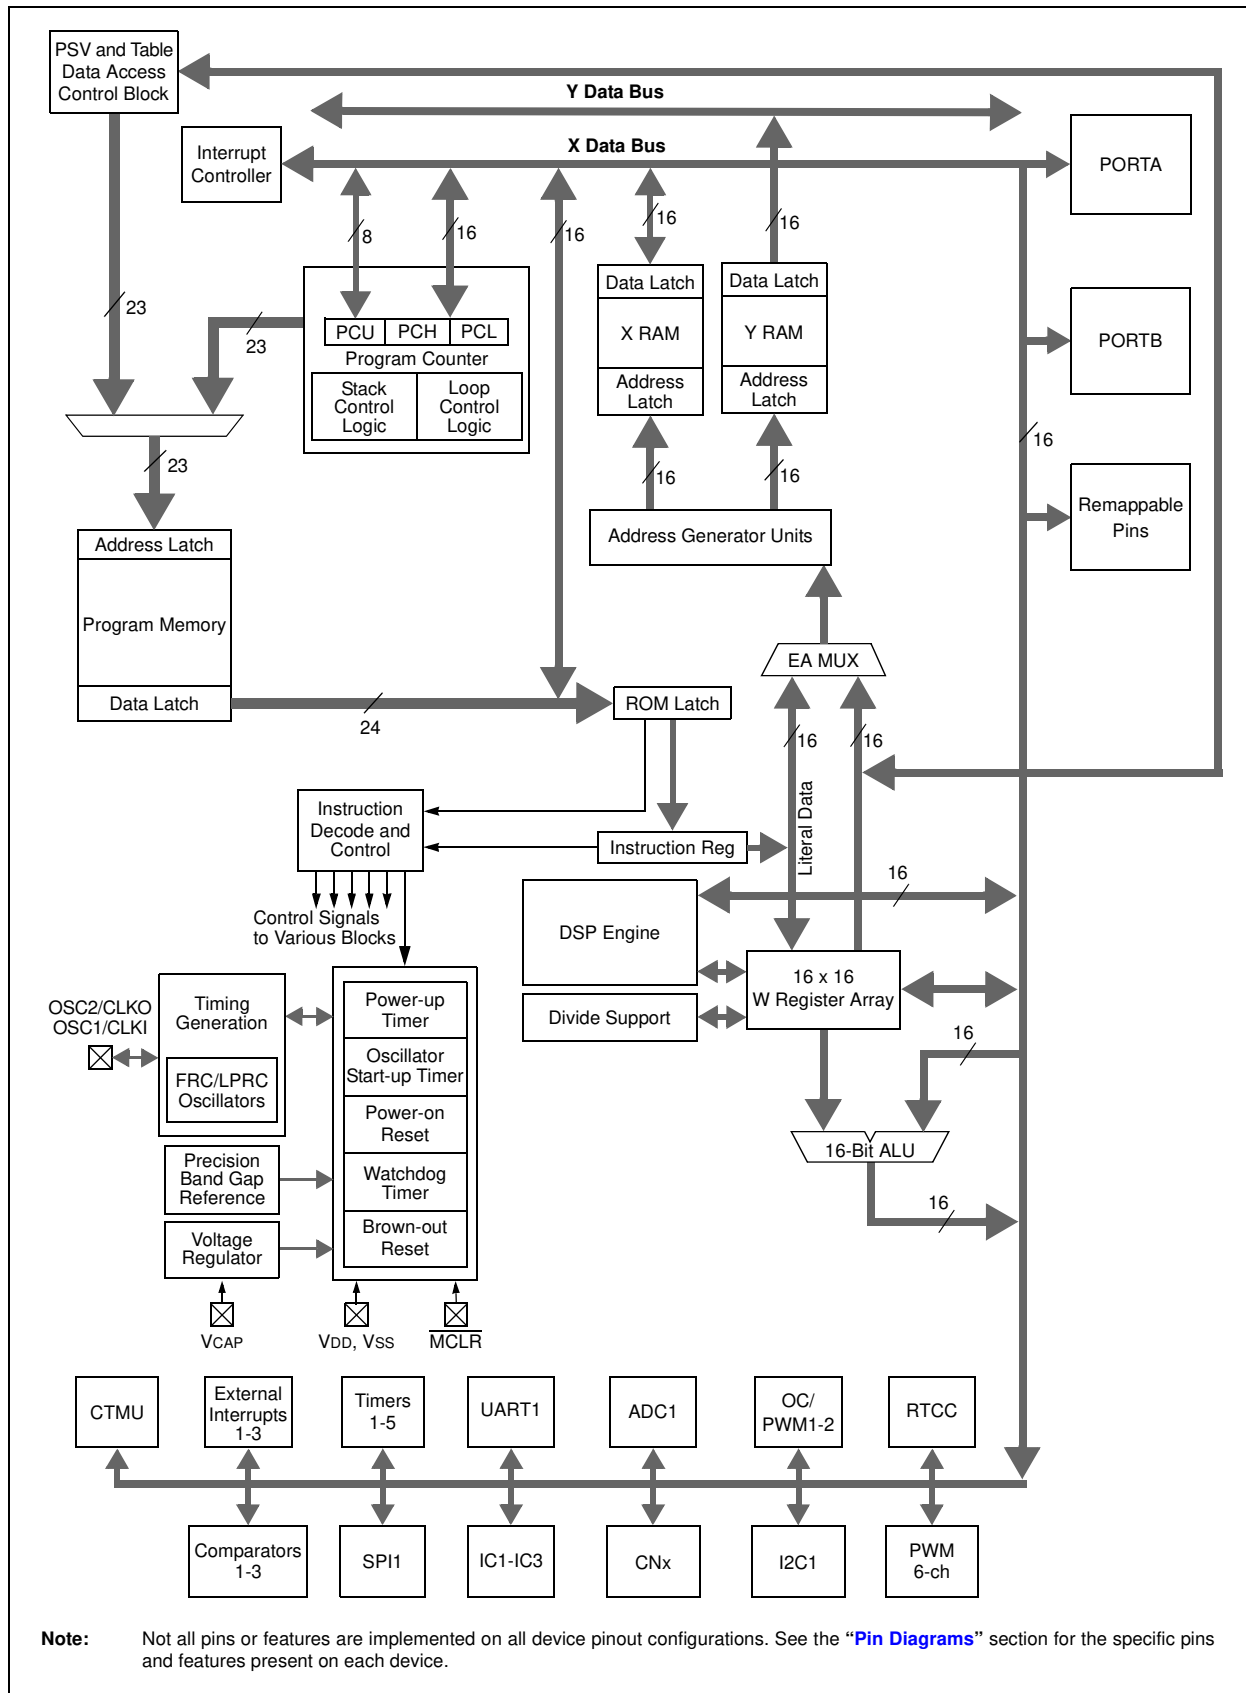 PSV and Table
Data Access
Control Block
Y Data Bus
X Data Bus
Interrupt
Controller
PORTA
8
16
16
16
16
23
23
Data Latch
X RAM
Address
Latch
Data Latch
Y RAM
Address
Latch
PCU
PCH
PCL
Program Counter
Stack
Control
Logic
Loop
Control
Logic
PORTB
16
23
16
16
Address Generator Units
Remappable
Pins
Address Latch
Program Memory
Data Latch
24
EA MUX
ROM Latch
16
16
Literal Data
Instruction
Decode and
Control
Instruction Reg
Control Signals
to Various Blocks
DSP Engine
16
16 x 16
W Register Array
Divide Support
OSC2/CLKO
OSC1/CLKI
Timing
Generation
FRC/LPRC
Oscillators
Power-up
Timer
Oscillator
Start-up Timer
Power-on
Reset
Watchdog
Timer
Brown-out
Reset
16
16-Bit ALU
16
Precision
Band Gap
Reference
Voltage
Regulator
VCAP
VDD, VSS
MCLR
CTMU
External
Interrupts
1-3
Timers
1-5
UART1
ADC1
OC/
PWM1-2
RTCC
Comparators
1-3
SPI1
IC1-IC3
CNx
I2C1
PWM
6-ch
Note: Not all pins or features are implemented on all device pinout configurations. See the “Pin Diagrams” section for the specific pins
and features present on each device.